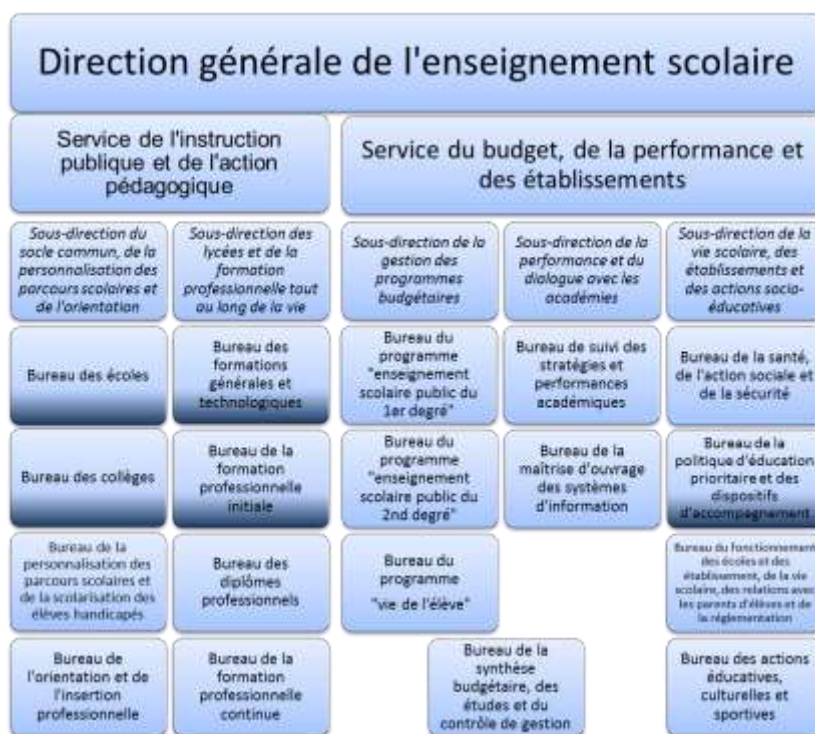 Direction générale de l'enseignement scolaire
Service de l'instruction
publique et de l'action
pédagogique
Service du budget, de la performance et
des établissements
Sous-direction du
socle commun, de la
personnalisation des
parcours scolaires et
de l'orientation
Sous-direction des
lycées et de la
formation
professionnelle tout
au long de la vie
Sous-direction de la
gestion des
programmes
budgétaires
Sous-direction de la
performance et du
dialogue avec les
académies
Sous-direction de la
vie scolaire, des
établissements et
des actions socio-
éducatives
Bureau des écoles
Bureau des
formations
générales et
technologiques
Bureau du
programme
"enseignement
scolaire public du
1er degré"
Bureau de suivi des
stratégies et
performances
académiques
Bureau de la santé,
de l'action sociale et
de la sécurité
Bureau des collèges
Bureau de la
formation
professionnelle
initiale
Bureau du
programme
"enseignement
scolaire public du
2nd degré"
Bureau de la
maîtrise d'ouvrage
des systèmes
d'information
Bureau de la
politique d'éducation
prioritaire et des
dispositifs
d'accompagnement
Bureau de la
personnalisation des
parcours scolaires et
de la scolarisation des
élèves handicapés
Bureau des
diplômes
professionnels
Bureau du
programme
"vie de l'élève"
Bureau du fonctionnement
des écoles et des
établissement, de la vie
scolaire, des relations avec
les parents d'élèves et de
la réglementation
Bureau de
l'orientation et de
l'insertion
professionnelle
Bureau de la
formation
professionnelle
continue
Bureau de la
synthèse
budgétaire, des
études et du
contrôle de gestion
Bureau des actions
éducatives,
culturelles et
sportives